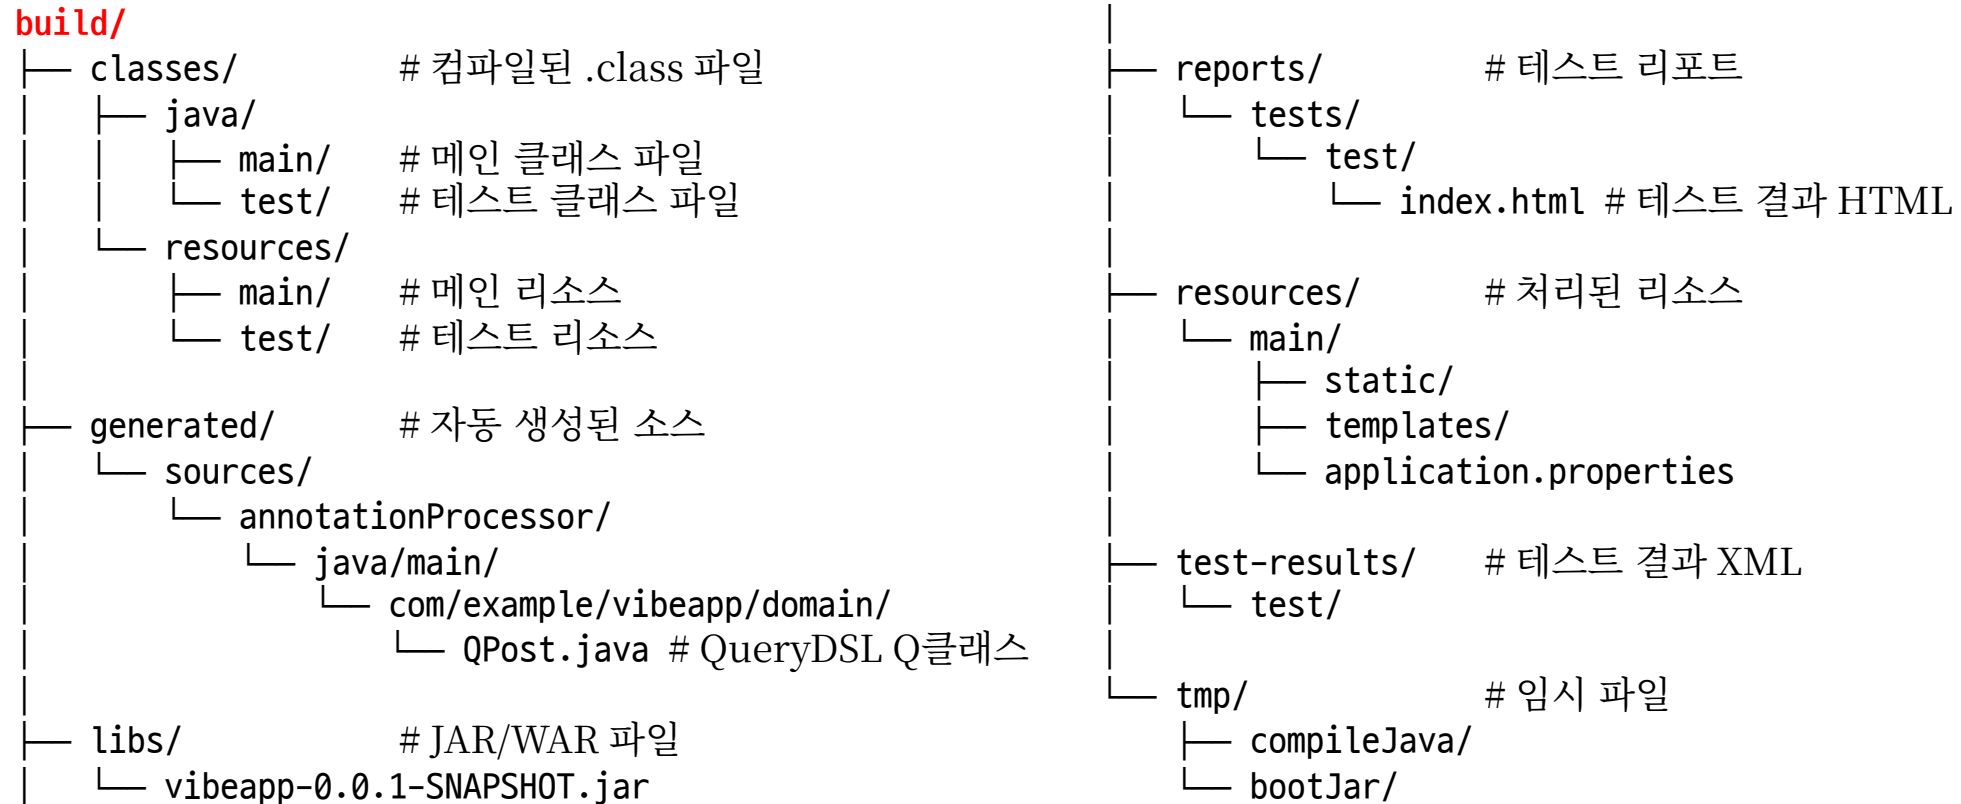 build/
├── classes/ # 컴파일된 .class 파일
│   ├── java/
│   │   ├── main/ # 메인 클래스 파일
│   │   └── test/ # 테스트 클래스 파일
│   └── resources/
│       ├── main/ # 메인 리소스
│       └── test/ # 테스트 리소스
│
├── generated/ # 자동 생성된 소스
│   └── sources/
│       └── annotationProcessor/
│           └── java/main/
│               └── com/example/vibeapp/domain/
│                   └── QPost.java # QueryDSL Q클래스
│
├── libs/ # JAR/WAR 파일
│   └── vibeapp-0.0.1-SNAPSHOT.jar
│
├── reports/ # 테스트 리포트
│   └── tests/
│       └── test/
│           └── index.html # 테스트 결과 HTML
│
├── resources/ # 처리된 리소스
│   └── main/
│       ├── static/
│       ├── templates/
│       └── application.properties
│
├── test-results/ # 테스트 결과 XML
│   └── test/
│
└── tmp/ # 임시 파일
    ├── compileJava/
    └── bootJar/